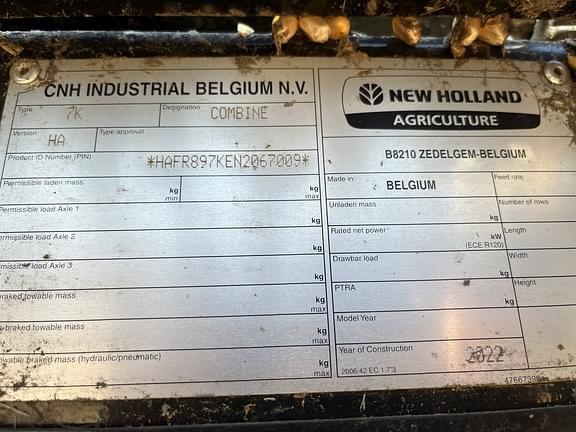 CNH INDUSTRIAL BELGIUM N.V.
Type 7K Designation COMBINE
Version HA Type approval
Product ID Number (PIN) *HAFR897KEN2067009*
Permissible laden mass: kg min kg max
Permissible load Axle 1 kg
Permissible load Axle 2 kg
Permissible load Axle 3 kg
braked towable mass kg max
braked towable mass kg max
towable braked mass (hydraulic/pneumatic) kg max
NEW HOLLAND
AGRICULTURE
B8210 ZEDELGEM-BELGIUM
Made in: BELGIUM Feed rate
Unladen mass kg Number of rows
Rated net power kW (ECE R120) Length
Drawbar load kg Width
PTRA kg Height
Model Year
Year of Construction 2022
2006/42 EC 1.7.3